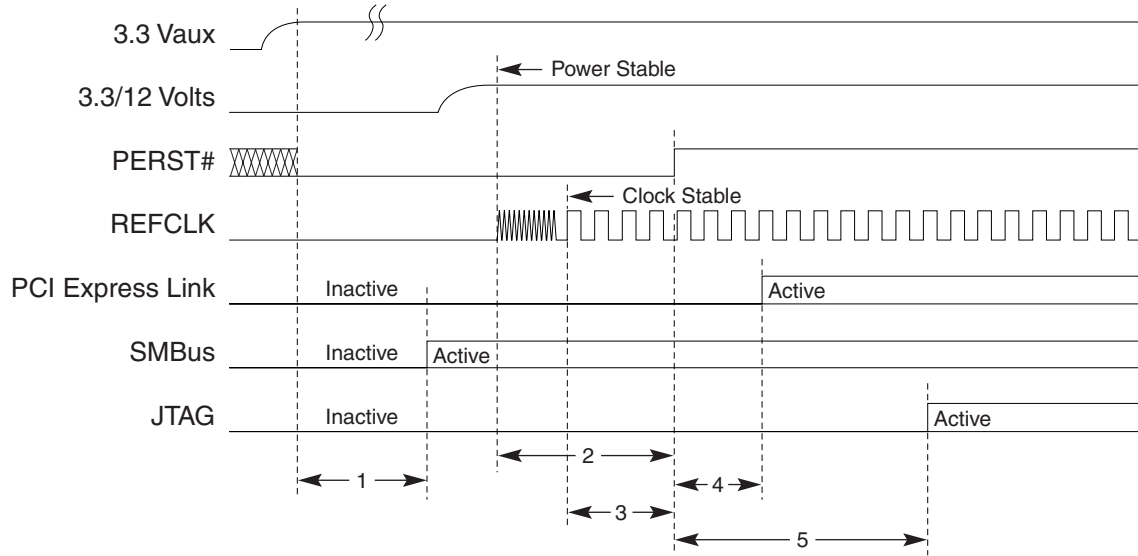 3.3 Vaux
Power Stable
3.3/12 Volts
PERST#
Clock Stable
REFCLK
PCI Express Link
Inactive
Active
SMBus
Inactive
Active
JTAG
Inactive
Active
2
1
4
3
5